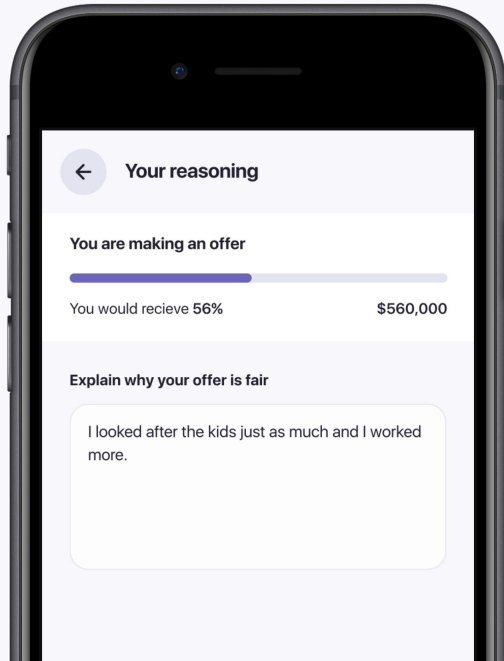 Your reasoning
You are making an offer
You would recieve 56% $560,000
Explain why your offer is fair
I looked after the kids just as much and I worked
more.